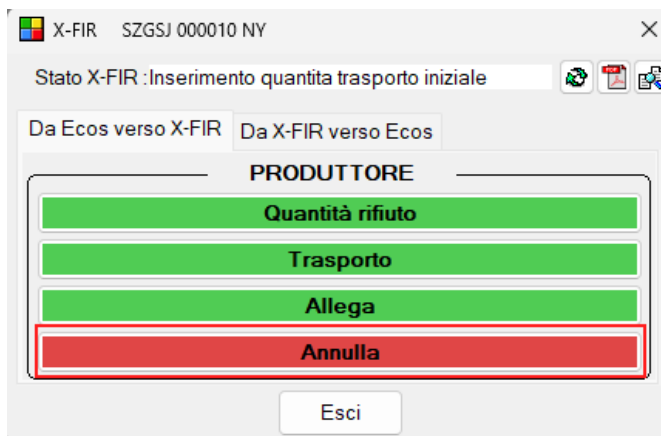 X-FIR SZGSJ 000010 NY
Stato X-FIR :Inserimento quantita trasporto iniziale
Da Ecos verso X-FIR Da X-FIR verso Ecos
PRODUTTORE
Quantità rifiuto
Trasporto
Allega
Annulla
Esci